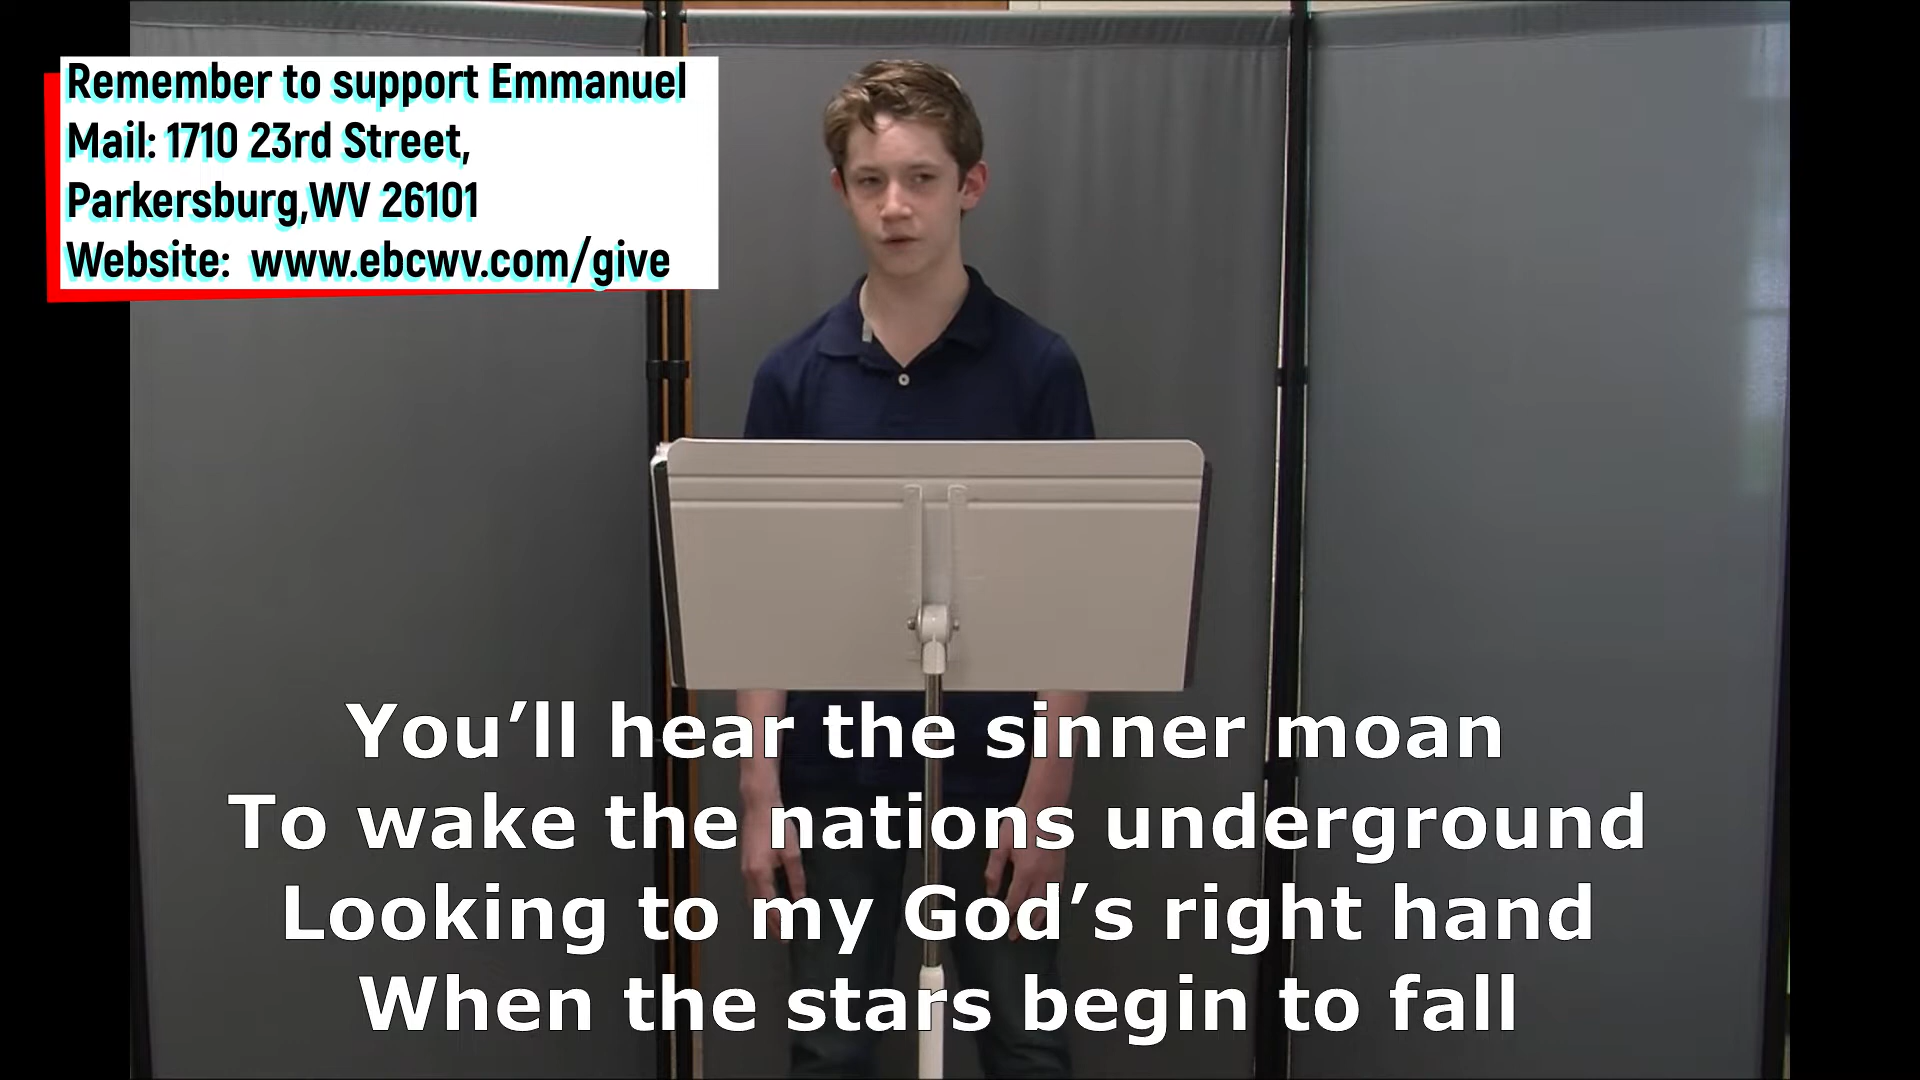 Remember to support Emmanuel
Mail: 1710 23rd Street,
Parkersburg,WV 26101
Website:  www.ebcwv.com/give
You’ll hear the sinner moan
To wake the nations underground
Looking to my God’s right hand
When the stars begin to fall